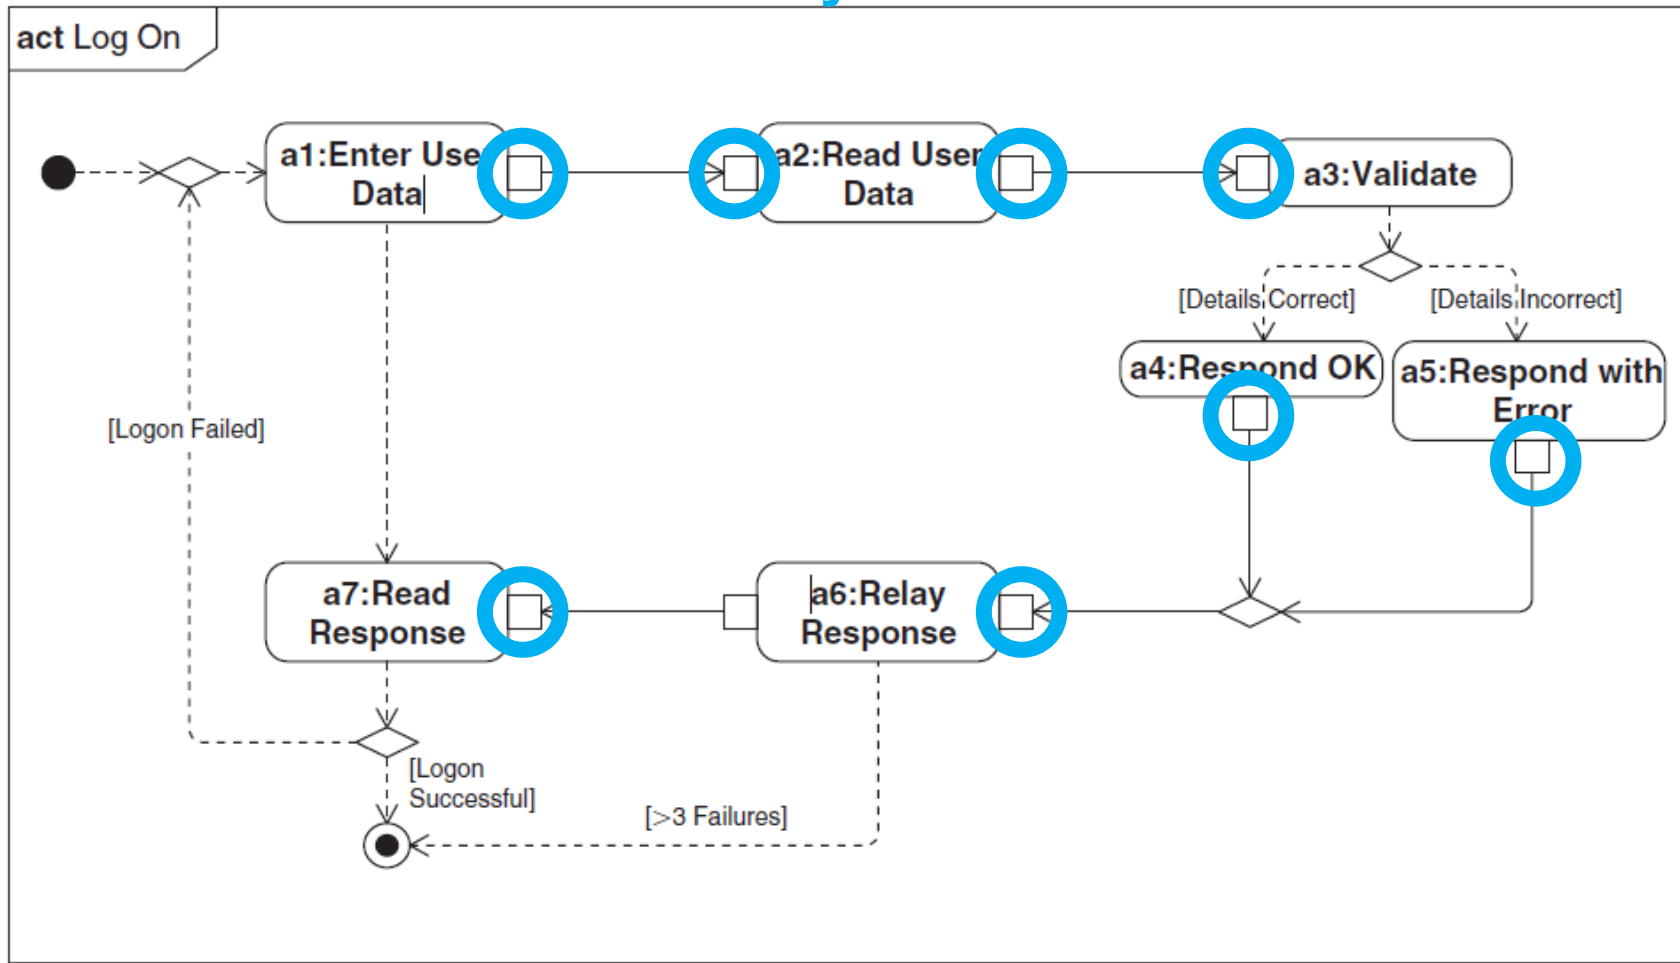 act Log On
a1:Enter User
Data
a2:Read User
Data
a3:Validate
[Details Correct]
[Details Incorrect]
a4:Respond OK
a5:Respond with
Error
[Logon Failed]
a7:Read
Response
a6:Relay
Response
[Logon
Successful]
[>3 Failures]